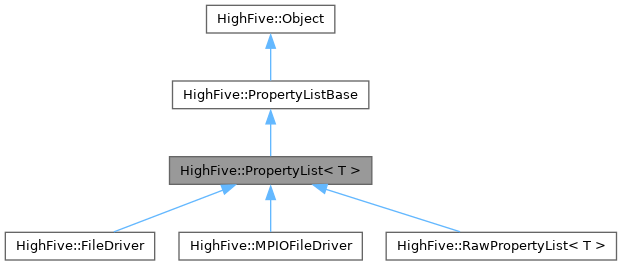 HighFive::Object
HighFive::PropertyListBase
HighFive::PropertyList< T >
HighFive::FileDriver
HighFive::MPIOFileDriver
HighFive::RawPropertyList< T >